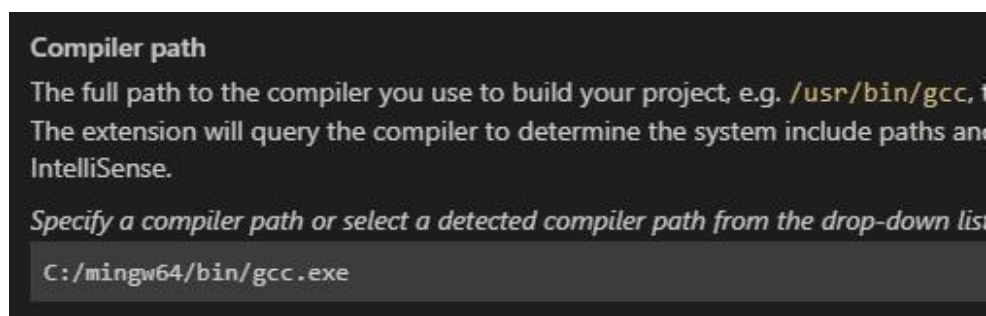 Compiler path
The full path to the compiler you use to build your project, e.g. /usr/bin/gcc,
The extension will query the compiler to determine the system include paths and
IntelliSense.
Specify a compiler path or select a detected compiler path from the drop-down list
C:/mingw64/bin/gcc.exe